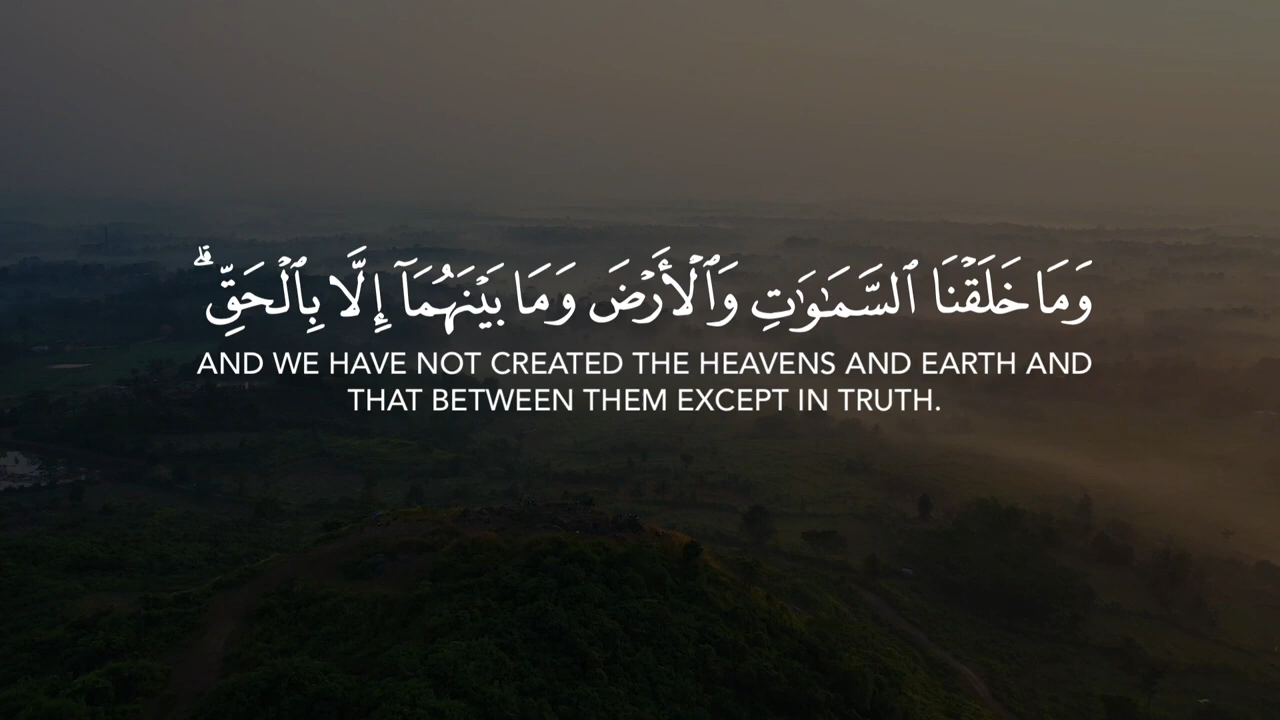 وَمَا خَلَقْنَا ٱلسَّمَـٰوَٰتِ وَٱلْأَرْضَ وَمَا بَيْنَهُمَآ إِلَّا بِٱلْحَقِّ ۗ
AND WE HAVE NOT CREATED THE HEAVENS AND EARTH AND
THAT BETWEEN THEM EXCEPT IN TRUTH.